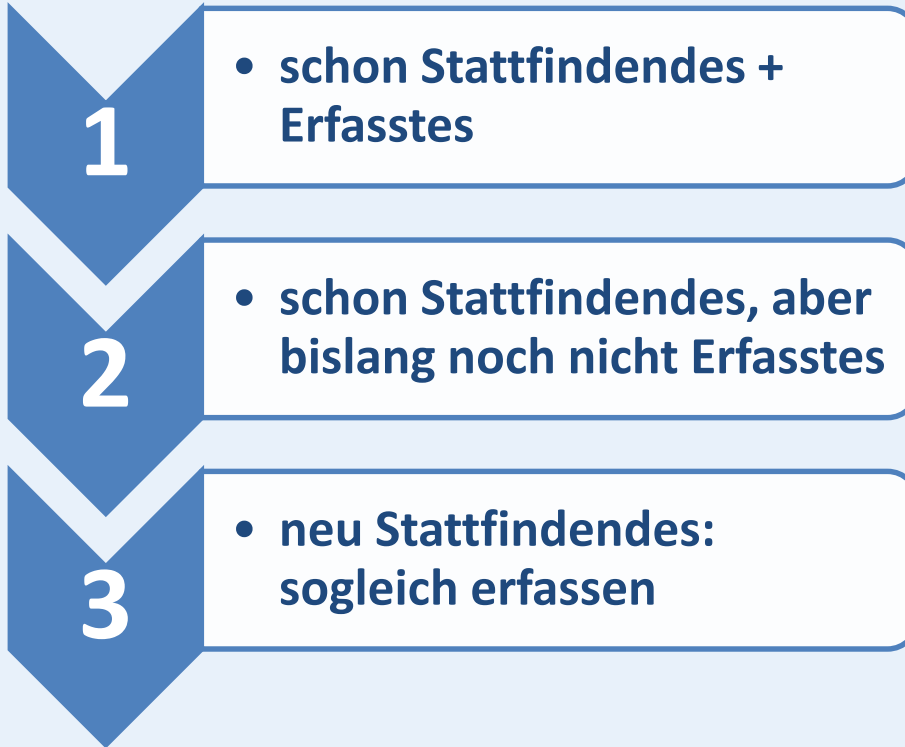 1
• schon Stattfindendes +
Erfasstes
2
• schon Stattfindendes, aber
bislang noch nicht Erfasstes
3
• neu Stattfindendes:
sogleich erfassen